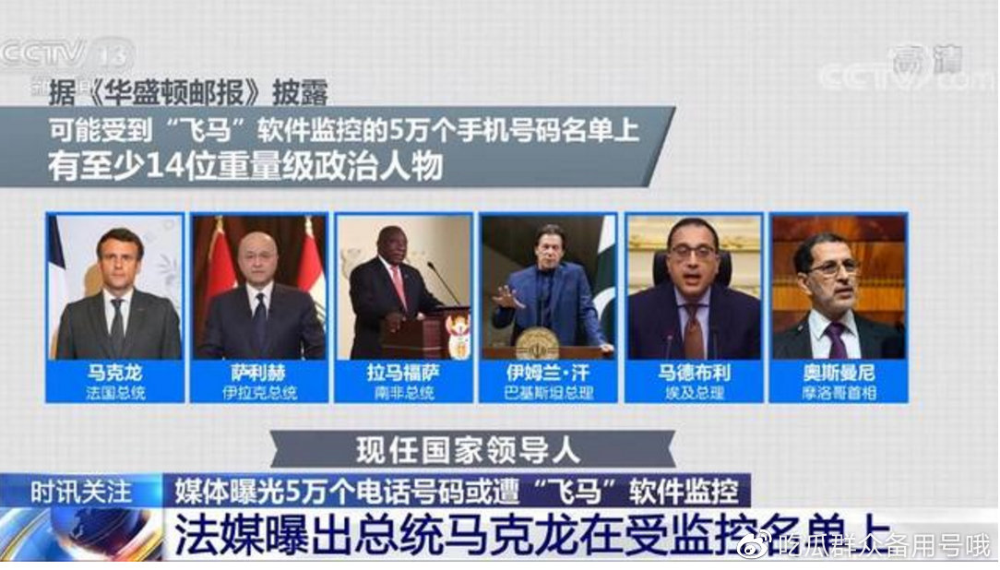 CCTV 13
新闻
高清
CCTV.com
据《华盛顿邮报》披露
可能受到“飞马”软件监控的5万个手机号码名单上
有至少14位重量级政治人物
马克龙
法国总统
萨利赫
伊拉克总统
拉马福萨
南非总统
伊姆兰·汗
巴基斯坦总理
马德布利
埃及总理
奥斯曼尼
摩洛哥首相
现任国家领导人
时讯关注
媒体曝光5万个电话号码或遭“飞马”软件监控
法媒曝出总统马克龙在受监控名单上
吃瓜群众备用号哦